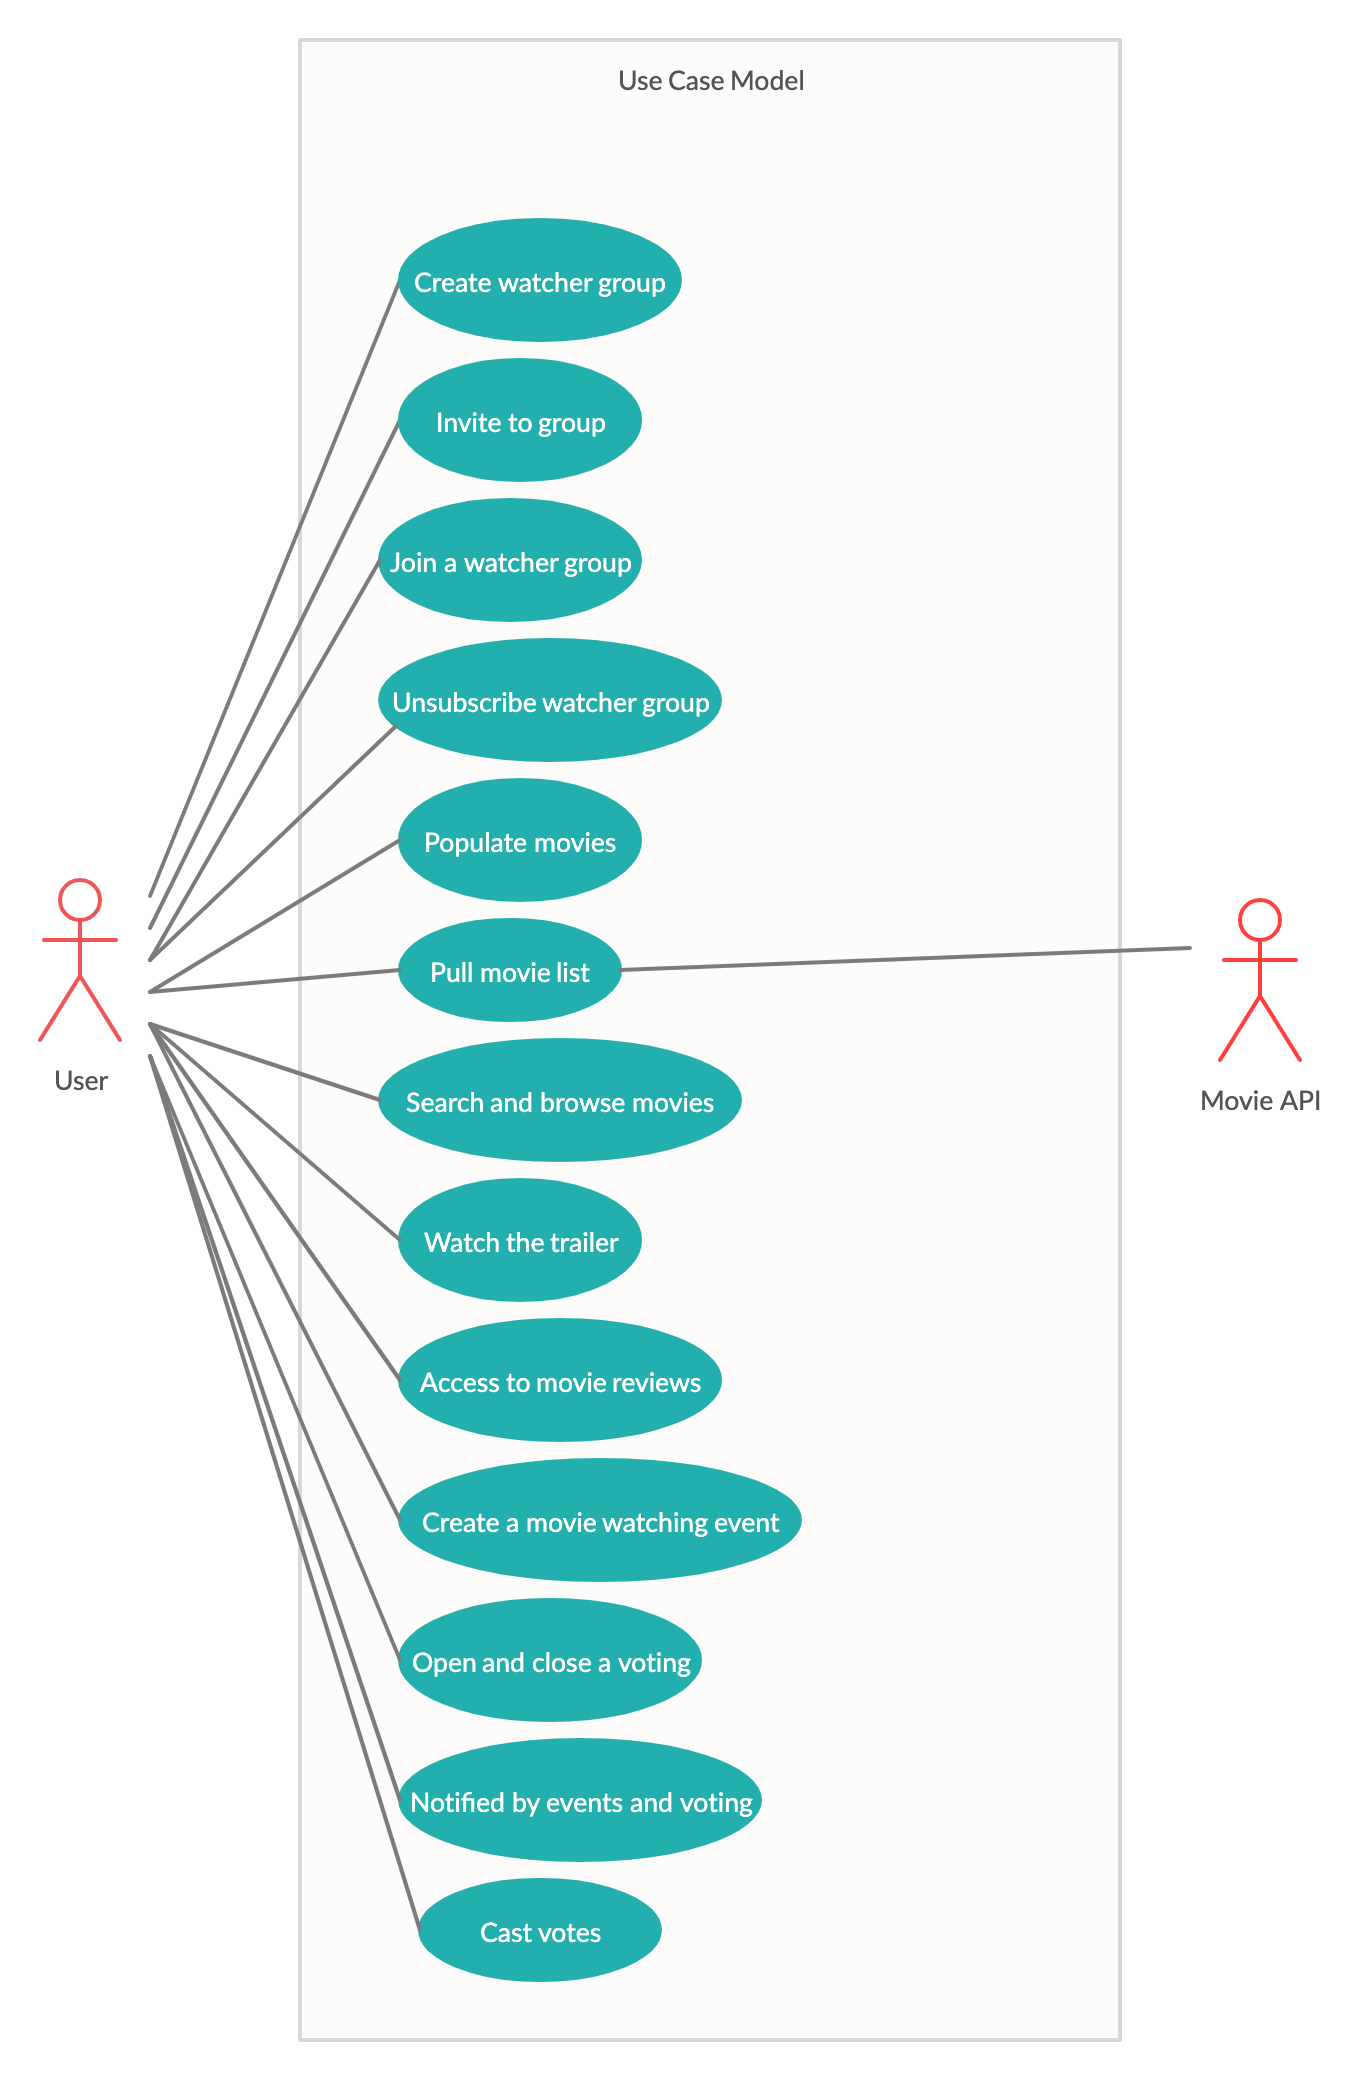 Use Case Model
Create watcher group
Invite to group
Join a watcher group
Unsubscribe watcher group
Populate movies
Pull movie list
User
Search and browse movies
Movie API
Watch the trailer
Access to movie reviews
Create a movie watching event
Open and close a voting
Notified by events and voting
Cast votes